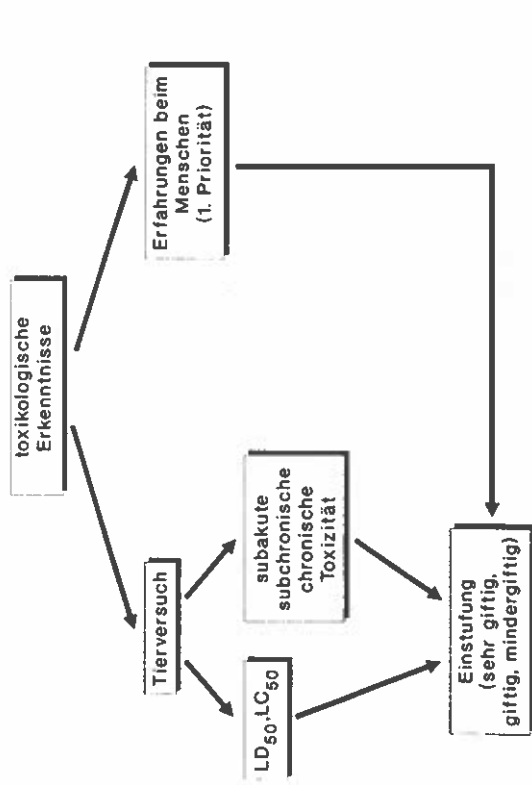 toxikologische
Erkenntnisse
Tierversuch
Erfahrungen beim
Menschen
(1. Priorität)
LD50,LC50
subakute
subchronische
chronische
Toxizität
Einstufung
(sehr giftig,
giftig, mindergiftig)